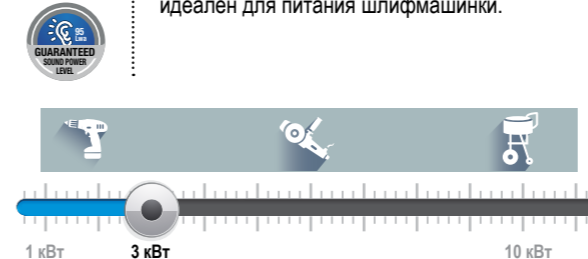 идеален для питания шлифмашинки.
95
LWA
GUARANTEED
SOUND POWER
LEVEL
1 кВт
3 кВт
10 кВт